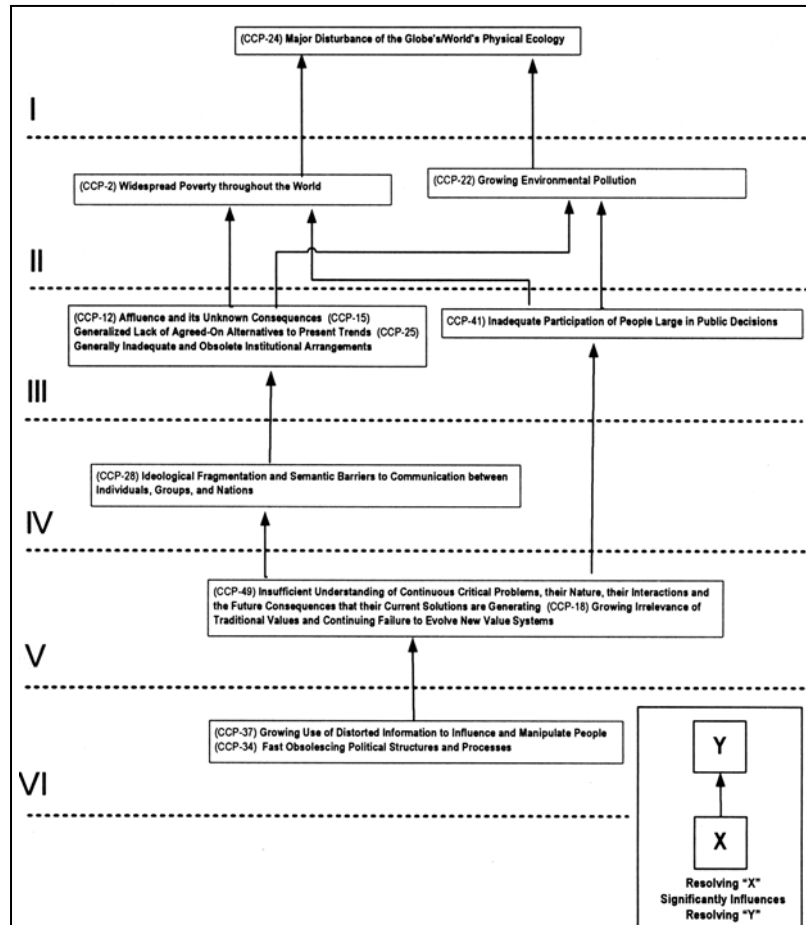 (CCP-24) Major Disturbance of the Globe's/World's Physical Ecology
I
(CCP-2) Widespread Poverty throughout the World
(CCP-22) Growing Environmental Pollution
II
(CCP-12) Affluence and its Unknown Consequences (CCP-15)
Generalized Lack of Agreed-On Alternatives to Present Trends (CCP-25)
Generally Inadequate and Obsolete Institutional Arrangements
CCP-41) Inadequate Participation of People Large in Public Decisions
III
(CCP-28) Ideological Fragmentation and Semantic Barriers to Communication between
Individuals, Groups, and Nations
IV
(CCP-49) Insufficient Understanding of Continuous Critical Problems, their Nature, their Interactions and
the Future Consequences that their Current Solutions are Generating (CCP-18) Growing Irrelevance of
Traditional Values and Continuing Failure to Evolve New Value Systems
V
(CCP-37) Growing Use of Distorted Information to Influence and Manipulate People
(CCP-34) Fast Obsolescing Political Structures and Processes
VI
Y
X
Resolving "X"
Significantly Influences
Resolving "Y"